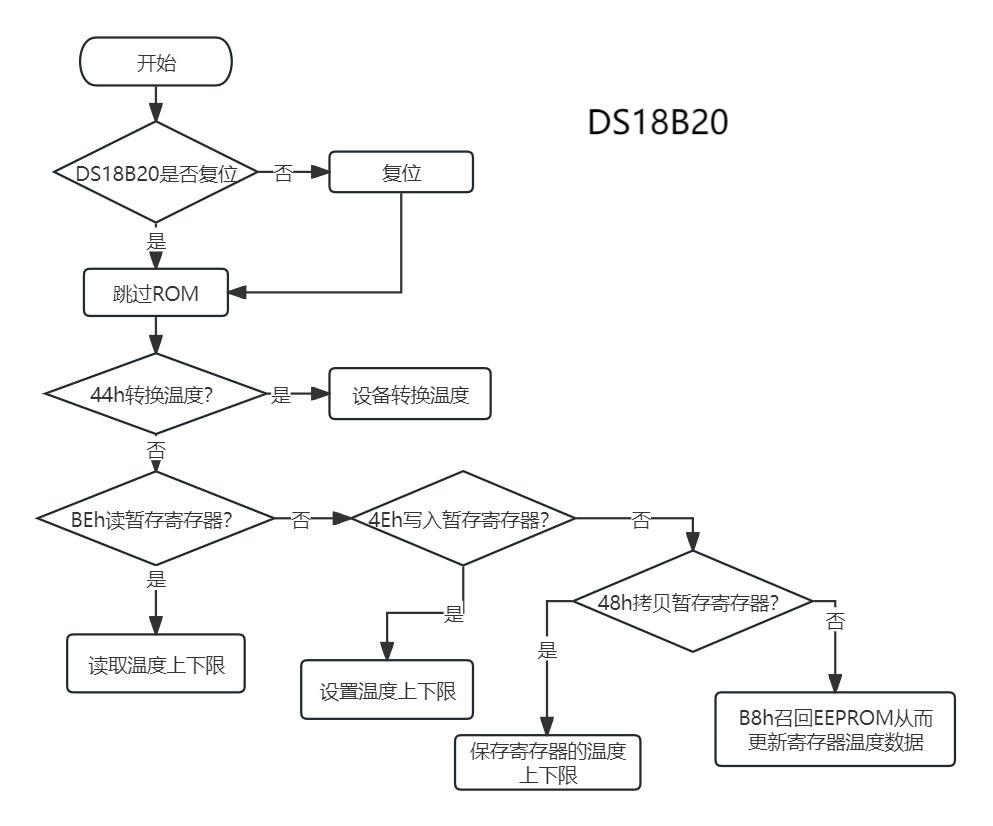 开始
DS18B20
DS18B20是否复位
否
复位
是
跳过ROM
44h转换温度?
是
设备转换温度
否
BEh读暂存寄存器?
否
4Eh写入暂存寄存器?
否
是
读取温度上下限
是
设置温度上下限
48h拷贝暂存寄存器?
是
否
保存寄存器的温度
上下限
B8h召回EEPROM从而
更新寄存器温度数据